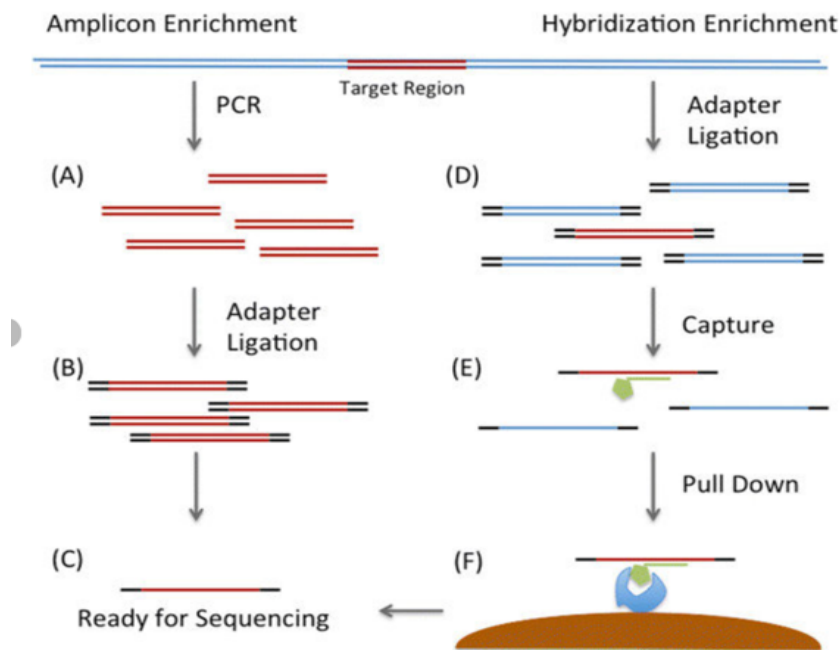 Amplicon Enrichment
Hybridization Enrichment
Target Region
PCR
Adapter
Ligation
(A)
(D)
Adapter
Ligation
Capture
(B)
(E)
Pull Down
(C)
(F)
Ready for Sequencing